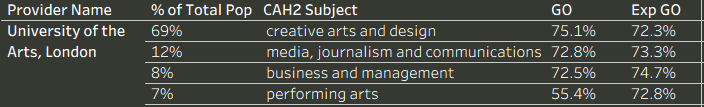 Provider Name % of Total Pop CAH2 Subject GO Exp GO
University of the 69% creative arts and design 75.1% 72.3%
Arts, London 12% media, journalism and communications 72.8% 73.3%
8% business and management 72.5% 74.7%
7% performing arts 55.4% 72.8%